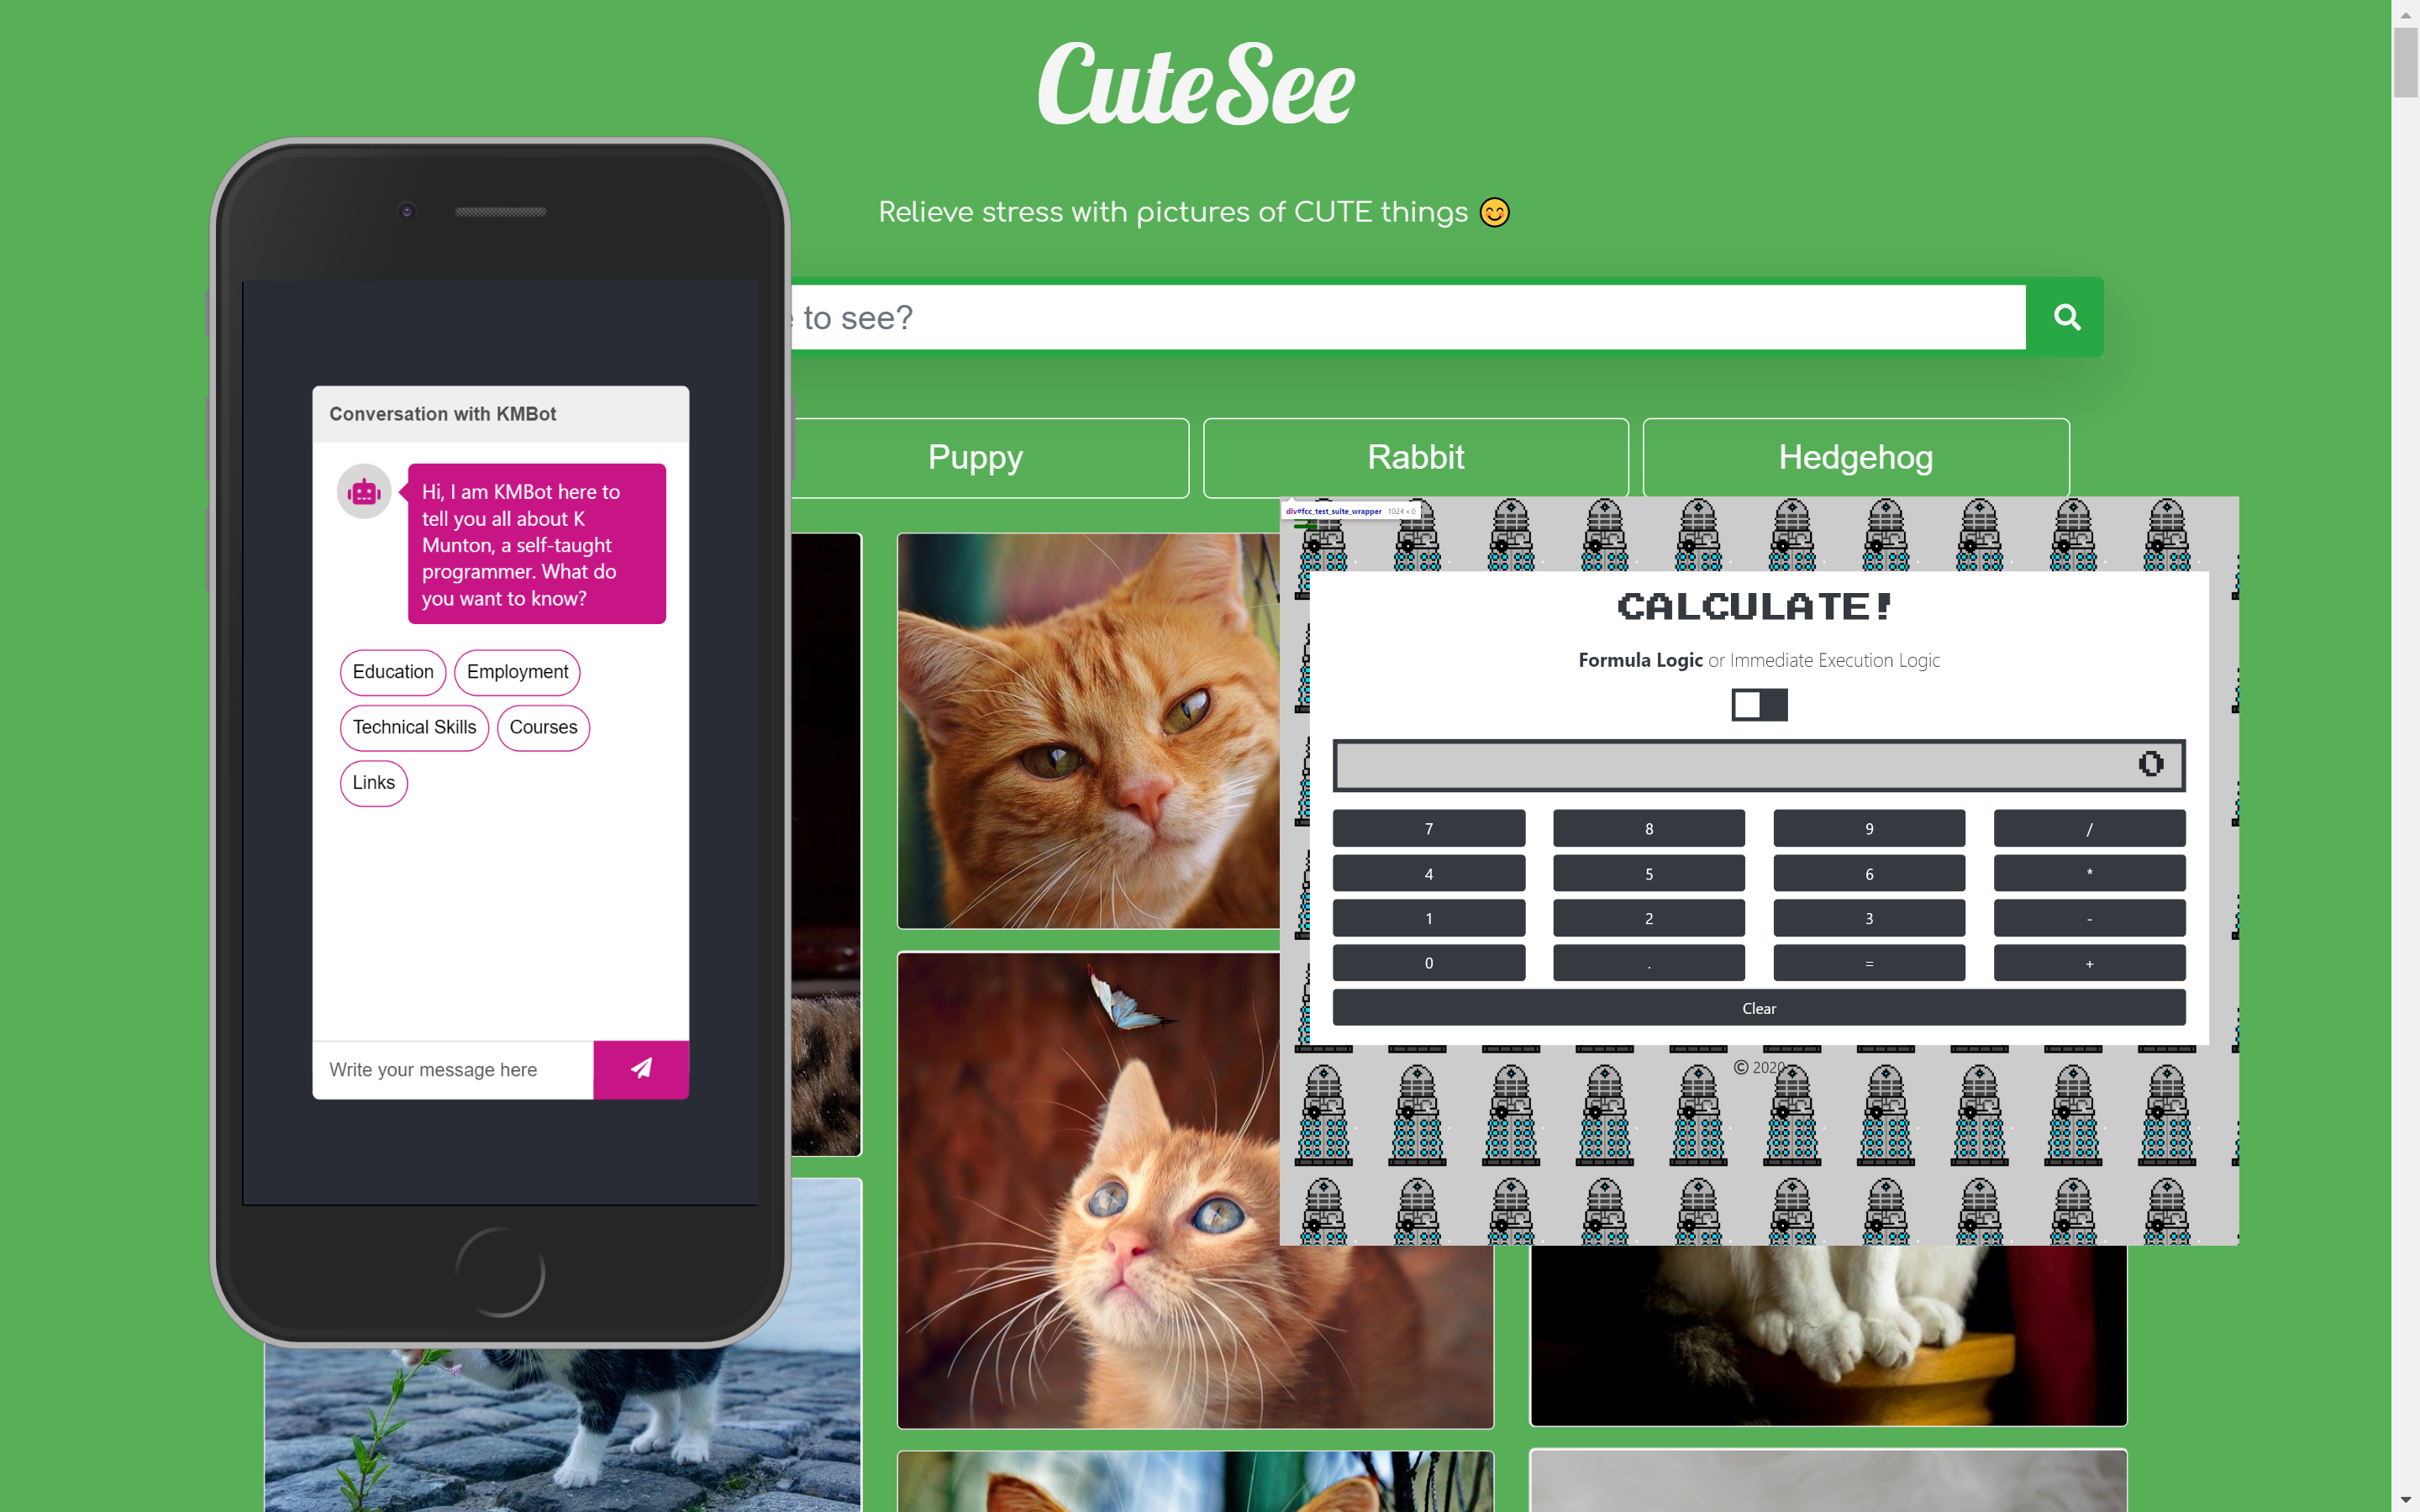 CuteSee
Relieve stress with pictures of CUTE things 😊
to see?
Puppy
Rabbit
Hedgehog
Conversation with KMBot
Hi, I am KMBot here to
tell you all about K
Munton, a self-taught
programmer. What do
you want to know?
Education
Employment
Technical Skills
Courses
Links
Write your message here
div#fcc_test_suite_wrapper 1024 × 0
CALCULATE!
Formula Logic or Immediate Execution Logic
0
7 8 9 /
4 5 6 *
1 2 3 -
0 . = +
Clear
© 2020